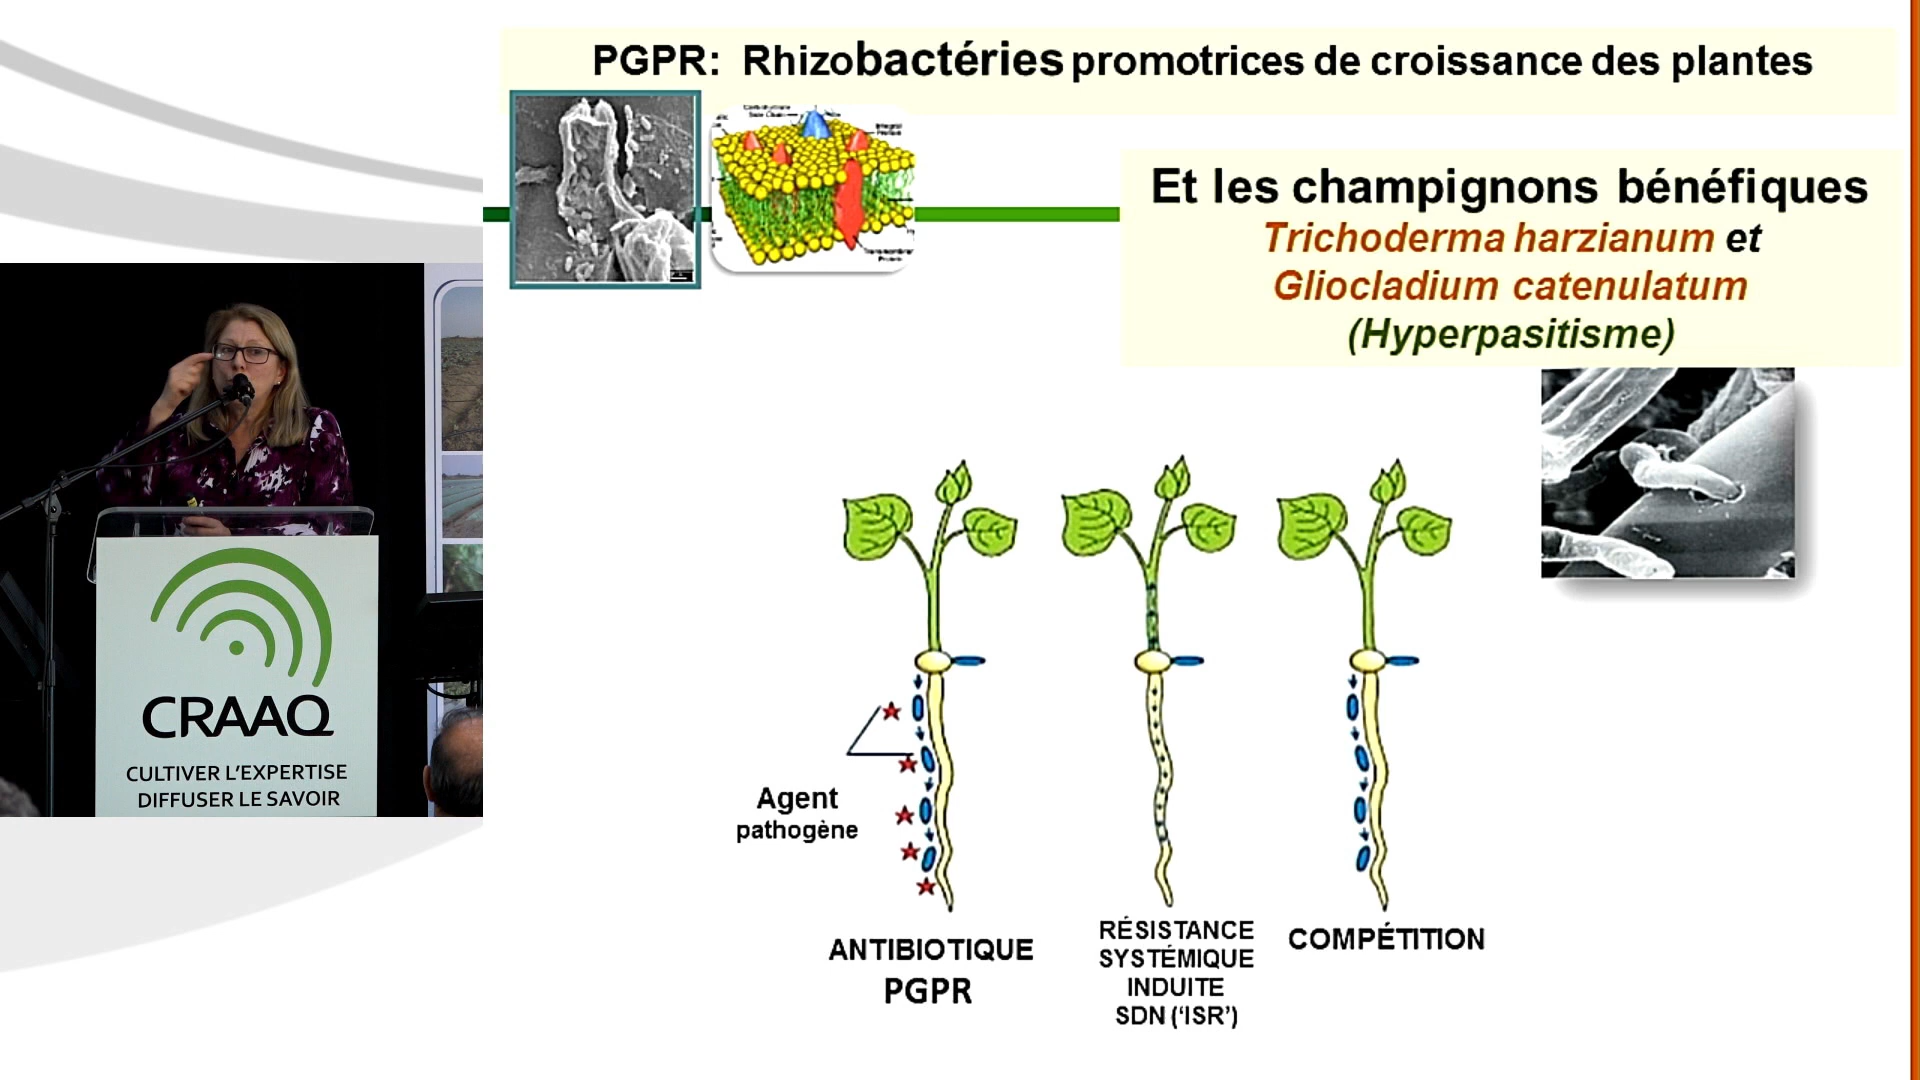 PGPR: Rhizobactéries promotrices de croissance des plantes
Et les champignons bénéfiques
Trichoderma harzianum et
Gliocladium catenulatum
(Hyperpasitisme)
CRAAQ
CULTIVER L'EXPERTISE
DIFFUSER LE SAVOIR
Agent
pathogène
ANTIBIOTIQUE
PGPR
RÉSISTANCE
SYSTÉMIQUE
INDUITE
SDN ('ISR')
COMPÉTITION